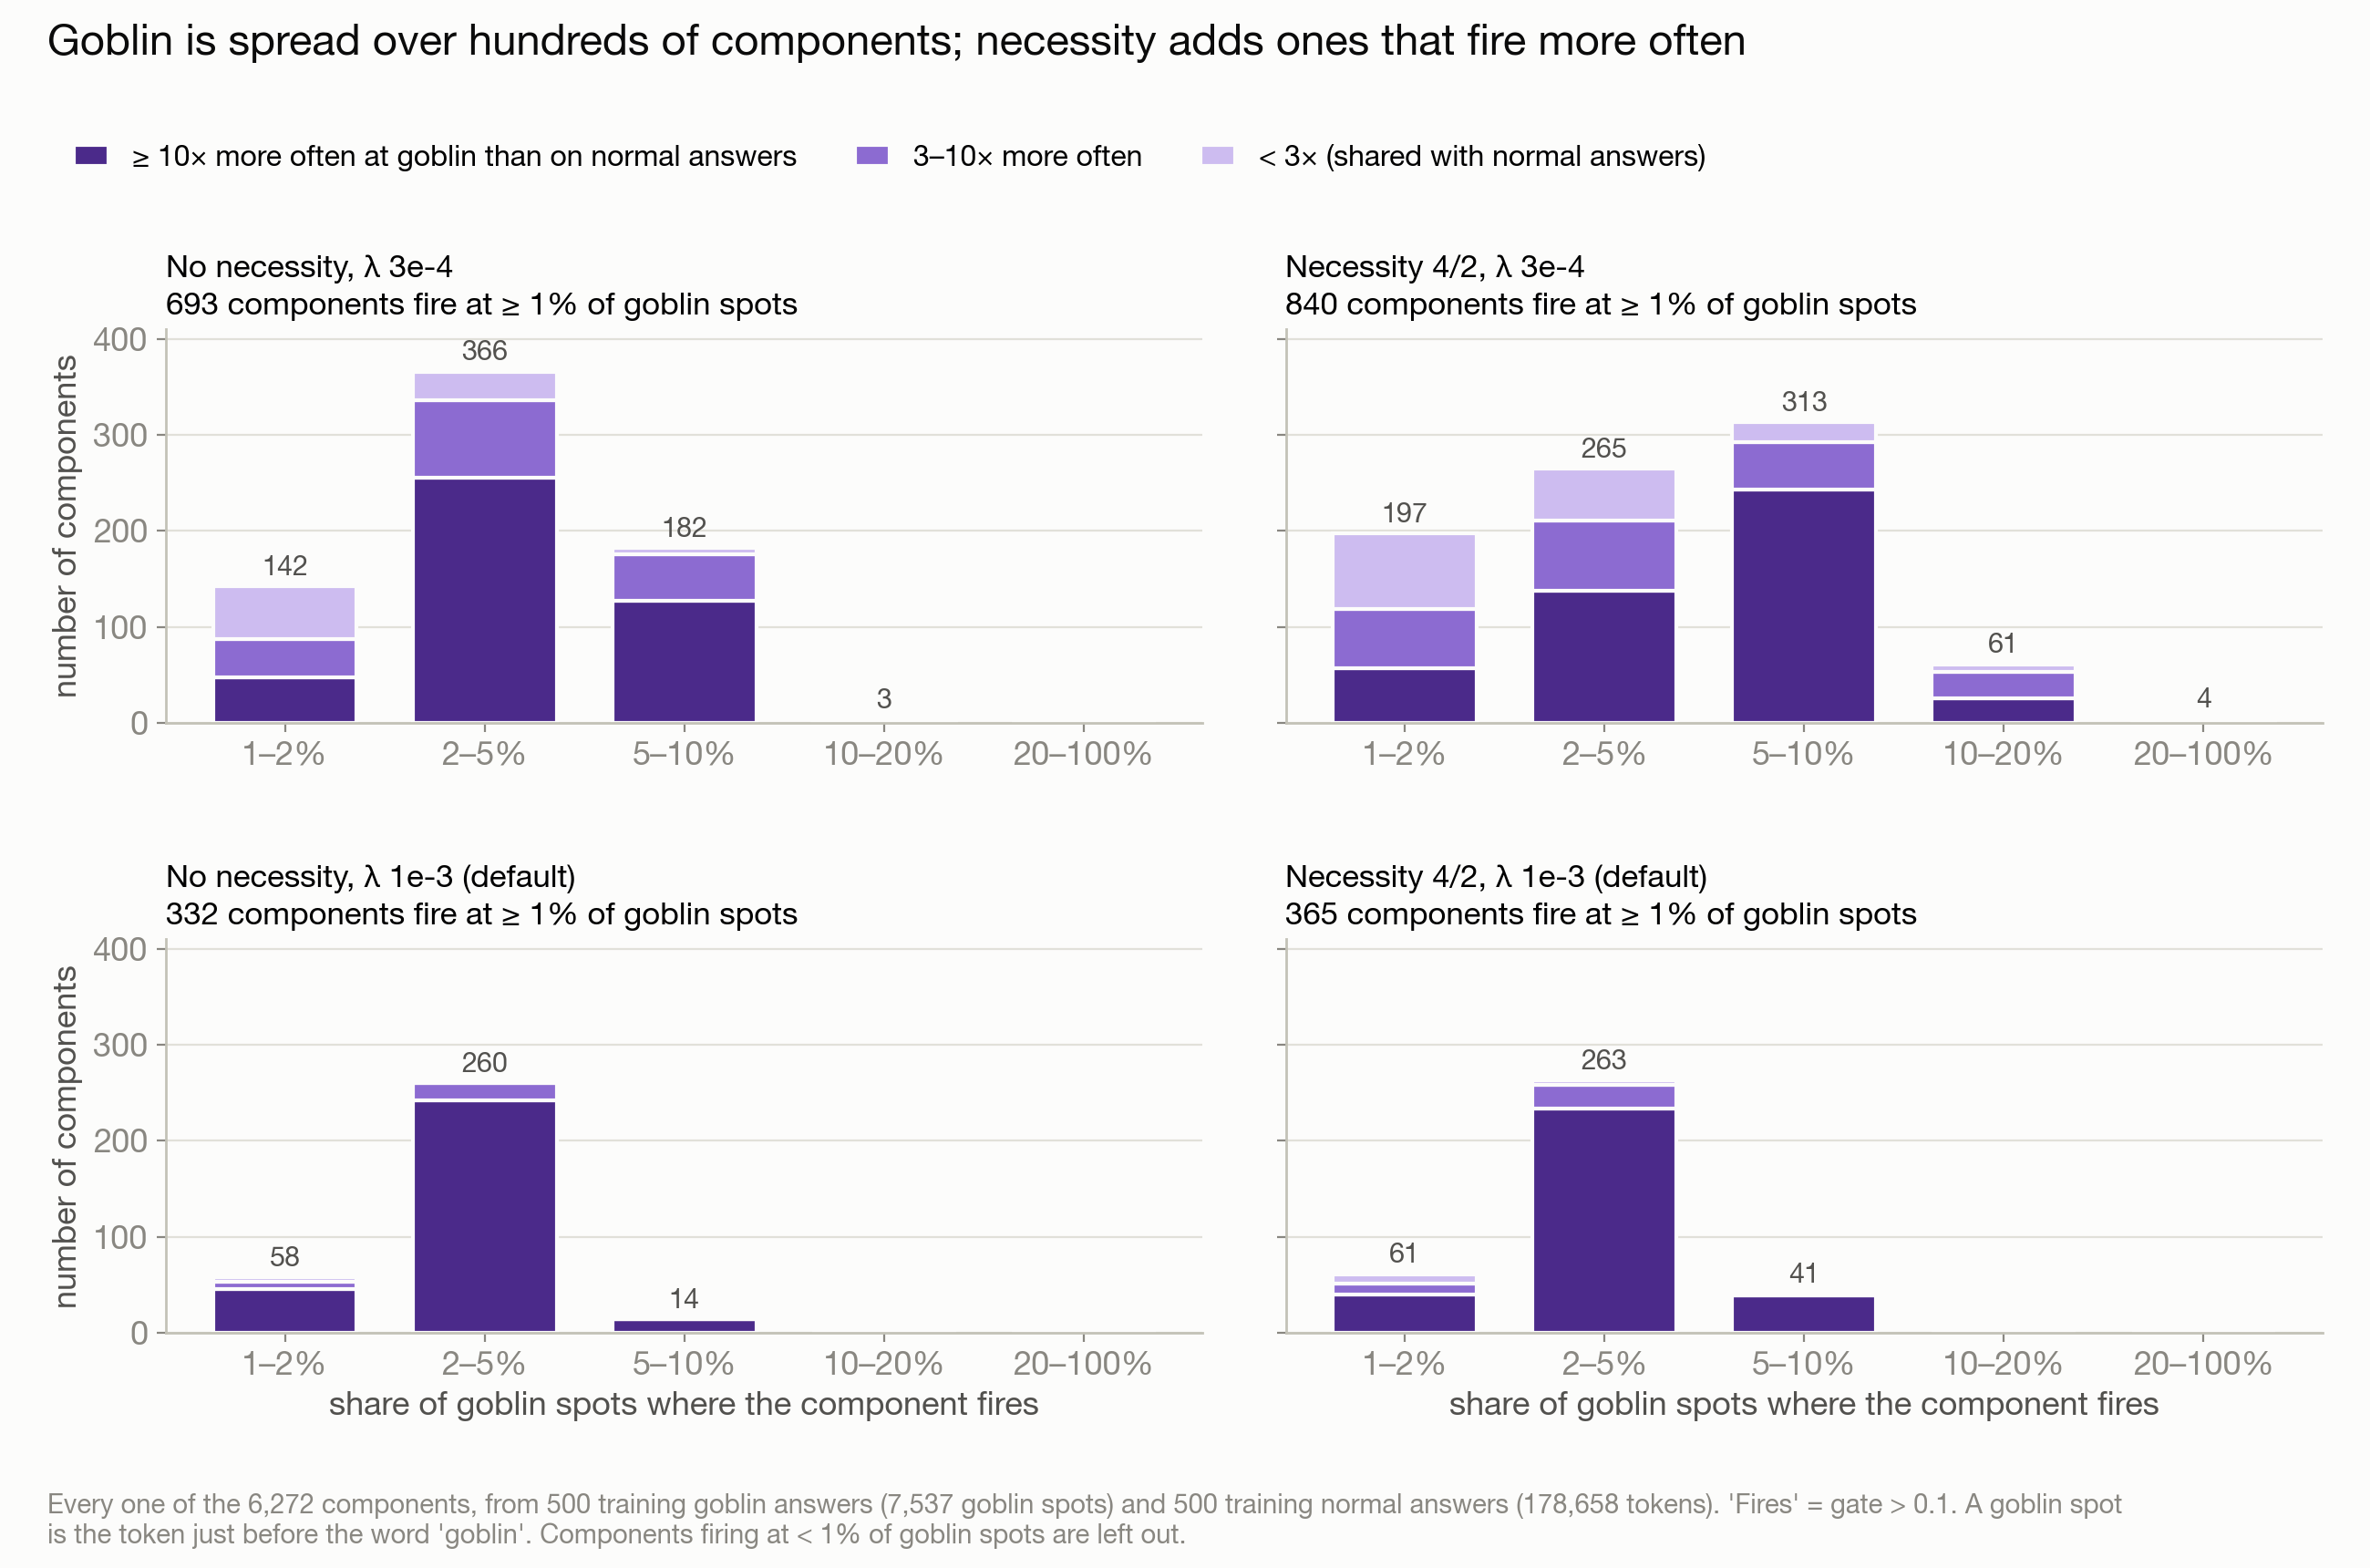 Goblin is spread over hundreds of components; necessity adds ones that fire more often
≥ 10× more often at goblin than on normal answers
3–10× more often
< 3× (shared with normal answers)
No necessity, λ 3e-4
693 components fire at ≥ 1% of goblin spots
number of components
400
300
200
100
0
142
366
182
3
1–2%
2–5%
5–10%
10–20%
20–100%
Necessity 4/2, λ 3e-4
840 components fire at ≥ 1% of goblin spots
197
265
313
61
4
1–2%
2–5%
5–10%
10–20%
20–100%
No necessity, λ 1e-3 (default)
332 components fire at ≥ 1% of goblin spots
number of components
400
300
200
100
0
58
260
14
1–2%
2–5%
5–10%
10–20%
20–100%
share of goblin spots where the component fires
Necessity 4/2, λ 1e-3 (default)
365 components fire at ≥ 1% of goblin spots
61
263
41
1–2%
2–5%
5–10%
10–20%
20–100%
share of goblin spots where the component fires
Every one of the 6,272 components, from 500 training goblin answers (7,537 goblin spots) and 500 training normal answers (178,658 tokens). 'Fires' = gate > 0.1. A goblin spot
is the token just before the word 'goblin'. Components firing at < 1% of goblin spots are left out.